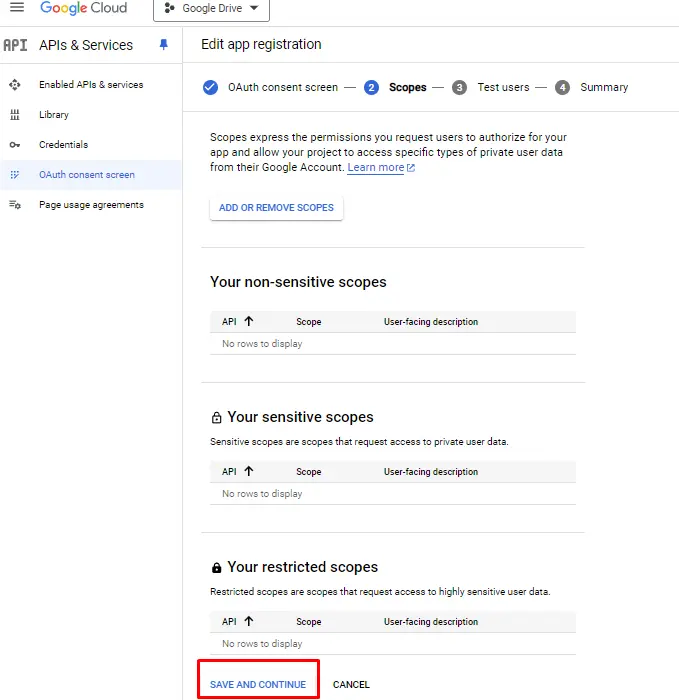 Google Cloud
Google Drive
API APIs & Services
Edit app registration
Enabled APIs & services
Library
Credentials
OAuth consent screen
Page usage agreements
OAuth consent screen — 2 Scopes — 3 Test users — 4 Summary
Scopes express the permissions you request users to authorize for your
app and allow your project to access specific types of private user data
from their Google Account. Learn more
ADD OR REMOVE SCOPES
Your non-sensitive scopes
API Scope User-facing description
No rows to display
Your sensitive scopes
Sensitive scopes are scopes that request access to private user data.
API Scope User-facing description
No rows to display
Your restricted scopes
Restricted scopes are scopes that request access to highly sensitive user data.
API Scope User-facing description
No rows to display
SAVE AND CONTINUE CANCEL